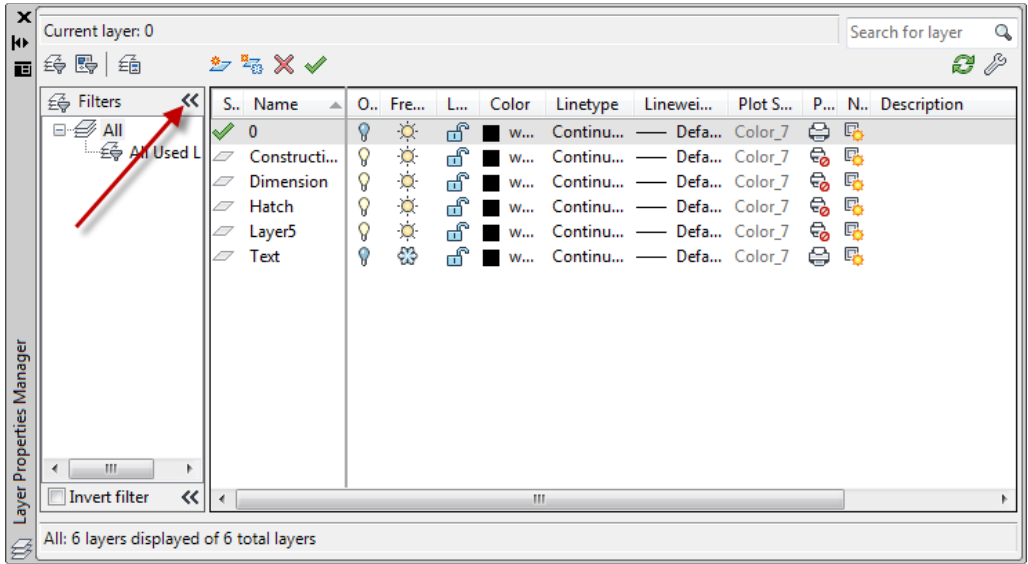 Current layer: 0
Search for layer
Filters
S.. Name O.. Fre... L... Color Linetype Linewei... Plot S... P... N.. Description
All
All Used L
0 w... Continu... Defa... Color_7
Constructi... w... Continu... Defa... Color_7
Dimension w... Continu... Defa... Color_7
Hatch w... Continu... Defa... Color_7
Layer5 w... Continu... Defa... Color_7
Text w... Continu... Defa... Color_7
Invert filter
All: 6 layers displayed of 6 total layers
Layer Properties Manager